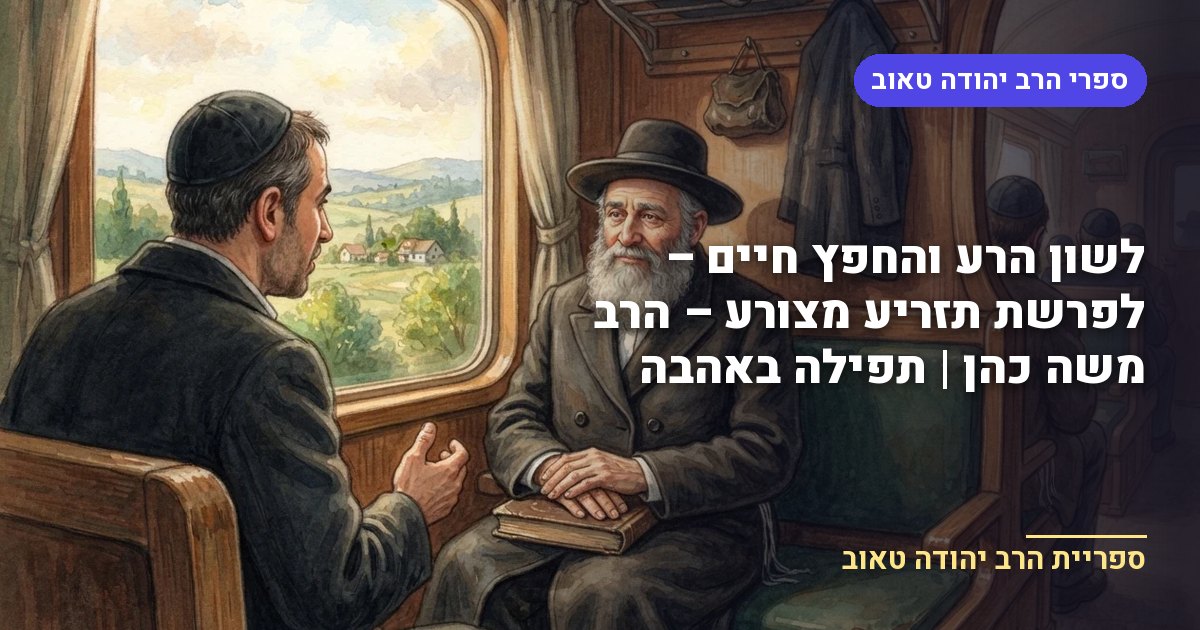 ספרי הרב יהודה טאוב
לשון הרע והחפץ חיים –
לפרשת תזריע מצורע – הרב
משה כהן | תפילה באהבה
ספריית הרב יהודה טאוב